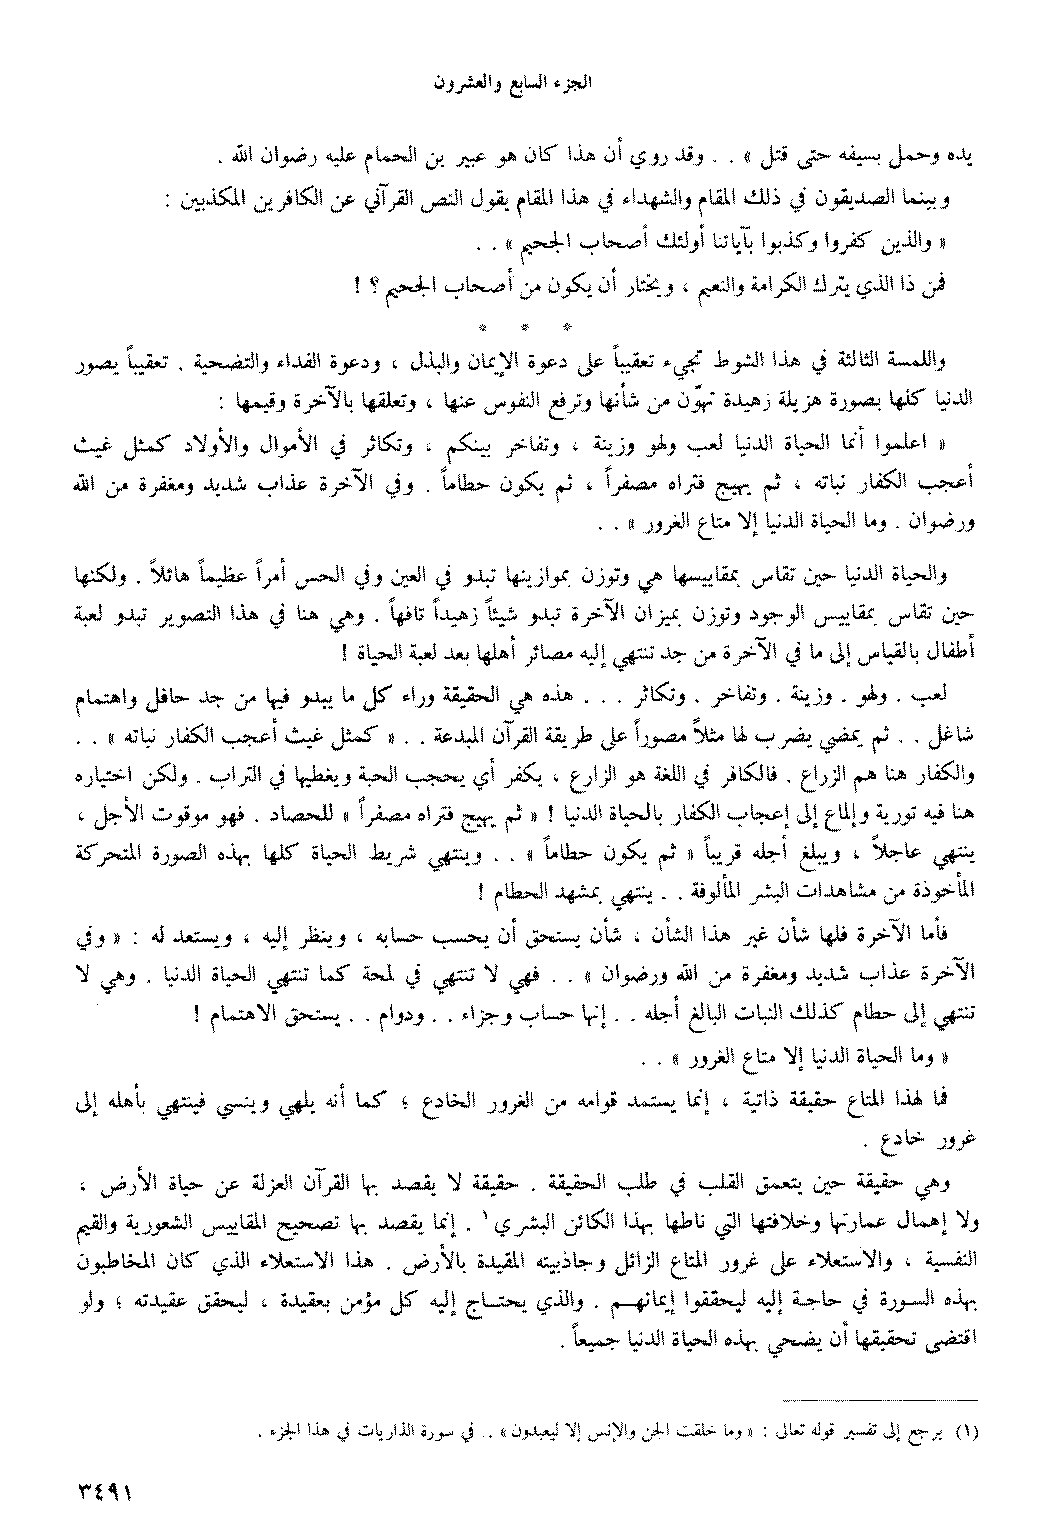 الجزء السابع والعشرون
يده وحمل بسيفه حتى قتل » . . وقد روي أن هذا كان هو عبير بن الحمام عليه رضوان الله .
وبينما الصديقون في ذلك المقام والشهداء في هذا المقام يقول النص القرآني عن الكافرين المكذبين :
« والذين كفروا وكذبوا بآياتنا أولئك أصحاب الجحيم » . .
فمن ذا الذي يترك الكرامة والنعيم ، ويختار أن يكون من أصحاب الجحيم ؟ !
* * *
واللمسة الثالثة في هذا الشوط تجيء تعقيباً على دعوة الإيمان والبذل ، ودعوة الفداء والتضحية . تعقيباً يصور
الدنيا كلها بصورة هزيلة زهيدة تهوّن من شأنها وترفع النفوس عنها ، وتعلقها بالآخرة وقيمها :
« اعلموا أنما الحياة الدنيا لعب ولهو وزينة ، وتفاخر بينكم ، وتكاثر في الأموال والأولاد كمثل غيث
أعجب الكفار نباته ، ثم يهيج فتراه مصفراً ، ثم يكون حطاماً . وفي الآخرة عذاب شديد ومغفرة من الله
ورضوان . وما الحياة الدنيا إلا متاع الغرور » . .
والحياة الدنيا حين تقاس بمقاييسها هي وتوزن بموازينها تبدو في العين وفي الحس أمراً عظيماً هائلاً . ولكنها
حين تقاس بمقاييس الوجود وتوزن بميزان الآخرة تبدو شيئاً زهيداً تافهاً . وهي هنا في هذا التصوير تبدو لعبة
أطفال بالقياس إلى ما في الآخرة من جد تنتهي إليه مصائر أهلها بعد لعبة الحياة !
لعب . ولهو . وزينة . وتفاخر . وتكاثر . . . هذه هي الحقيقة وراء كل ما يبدو فيها من جد حافل واهتمام
شاغل . . ثم يمضي يضرب لها مثلاً مصوراً على طريقة القرآن المبدعة . . « كمثل غيث أعجب الكفار نباته » . .
والكفار هنا هم الزراع . فالكافر في اللغة هو الزارع ، يكفر أي يحجب الحبة ويغطيها في التراب . ولكن اختياره
هنا فيه تورية وإلماع إلى إعجاب الكفار بالحياة الدنيا ! « ثم يهيج فتراه مصفراً » للحصاد . فهو موقوت الأجل ،
ينتهي عاجلاً ، ويبلغ أجله قريباً « ثم يكون حطاماً » . . وينتهي شريط الحياة كلها بهذه الصورة المتحركة
المأخوذة من مشاهدات البشر المألوفة . . ينتهي بمشهد الحطام !
فأما الآخرة فلها شأن غير هذا الشأن ، شأن يستحق أن يحسب حسابه ، وينظر إليه ، ويستعد له : « وفي
الآخرة عذاب شديد ومغفرة من الله ورضوان » . . فهي لا تنتهي في لمحة كما تنتهي الحياة الدنيا . وهي لا
تنتهي إلى حطام كذلك النبات البالغ أجله . . إنها حساب وجزاء . . ودوام . . يستحق الاهتمام !
« وما الحياة الدنيا إلا متاع الغرور » . .
فما لهذا المتاع حقيقة ذاتية ، إنما يستمد قوامه من الغرور الخادع ؛ كما أنه يلهي وينسي فينتهي بأهله إلى
غرور خادع .
وهي حقيقة حين يتعمق القلب في طلب الحقيقة . حقيقة لا يقصد بها القرآن العزلة عن حياة الأرض ،
ولا إهمال عمارتها وخلافتها التي ناطها بهذا الكائن البشري١ . إنما يقصد بها تصحيح المقاييس الشعورية والقيم
النفسية ، والاستعلاء على غرور المتاع الزائل وجاذبيته المقيدة بالأرض . هذا الاستعلاء الذي كان المخاطبون
بهذه السورة في حاجة إليه ليحققوا إيمانهم . والذي يحتاج إليه كل مؤمن بعقيدة ، ليحقق عقيدته ؛ ولو
اقتضى تحقيقها أن يضحي بهذه الحياة الدنيا جميعاً .
(١) يرجع إلى تفسير قوله تعالى : « وما خلقت الجن والإنس إلا ليعبدون » .. في سورة الذاريات في هذا الجزء .
٣٤٩١